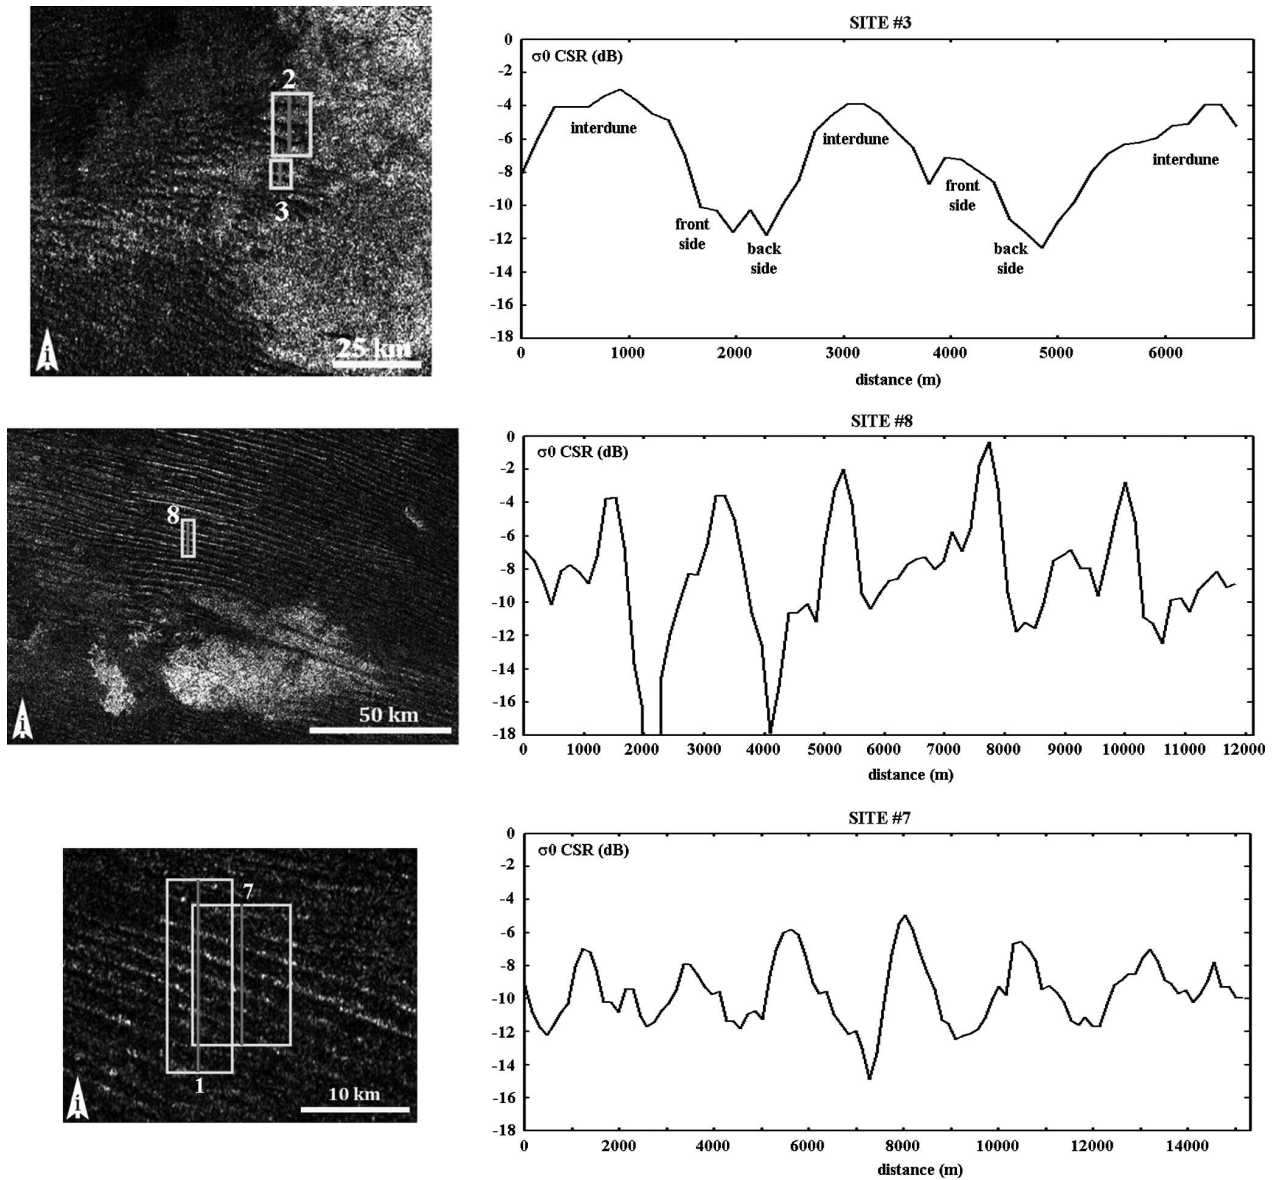 2
3
i
25 km
SITE #3
σ0 CSR (dB)
0
-2
-4
-6
-8
-10
-12
-14
-16
-18
interdune
front
side
back
side
interdune
front
side
back
side
interdune
0 1000 2000 3000 4000 5000 6000
distance (m)
8
i
50 km
SITE #8
σ0 CSR (dB)
0
-2
-4
-6
-8
-10
-12
-14
-16
-18
0 1000 2000 3000 4000 5000 6000 7000 8000 9000 10000 11000 12000
distance (m)
7
1
i
10 km
SITE #7
σ0 CSR (dB)
0
-2
-4
-6
-8
-10
-12
-14
-16
-18
0 2000 4000 6000 8000 10000 12000 14000
distance (m)